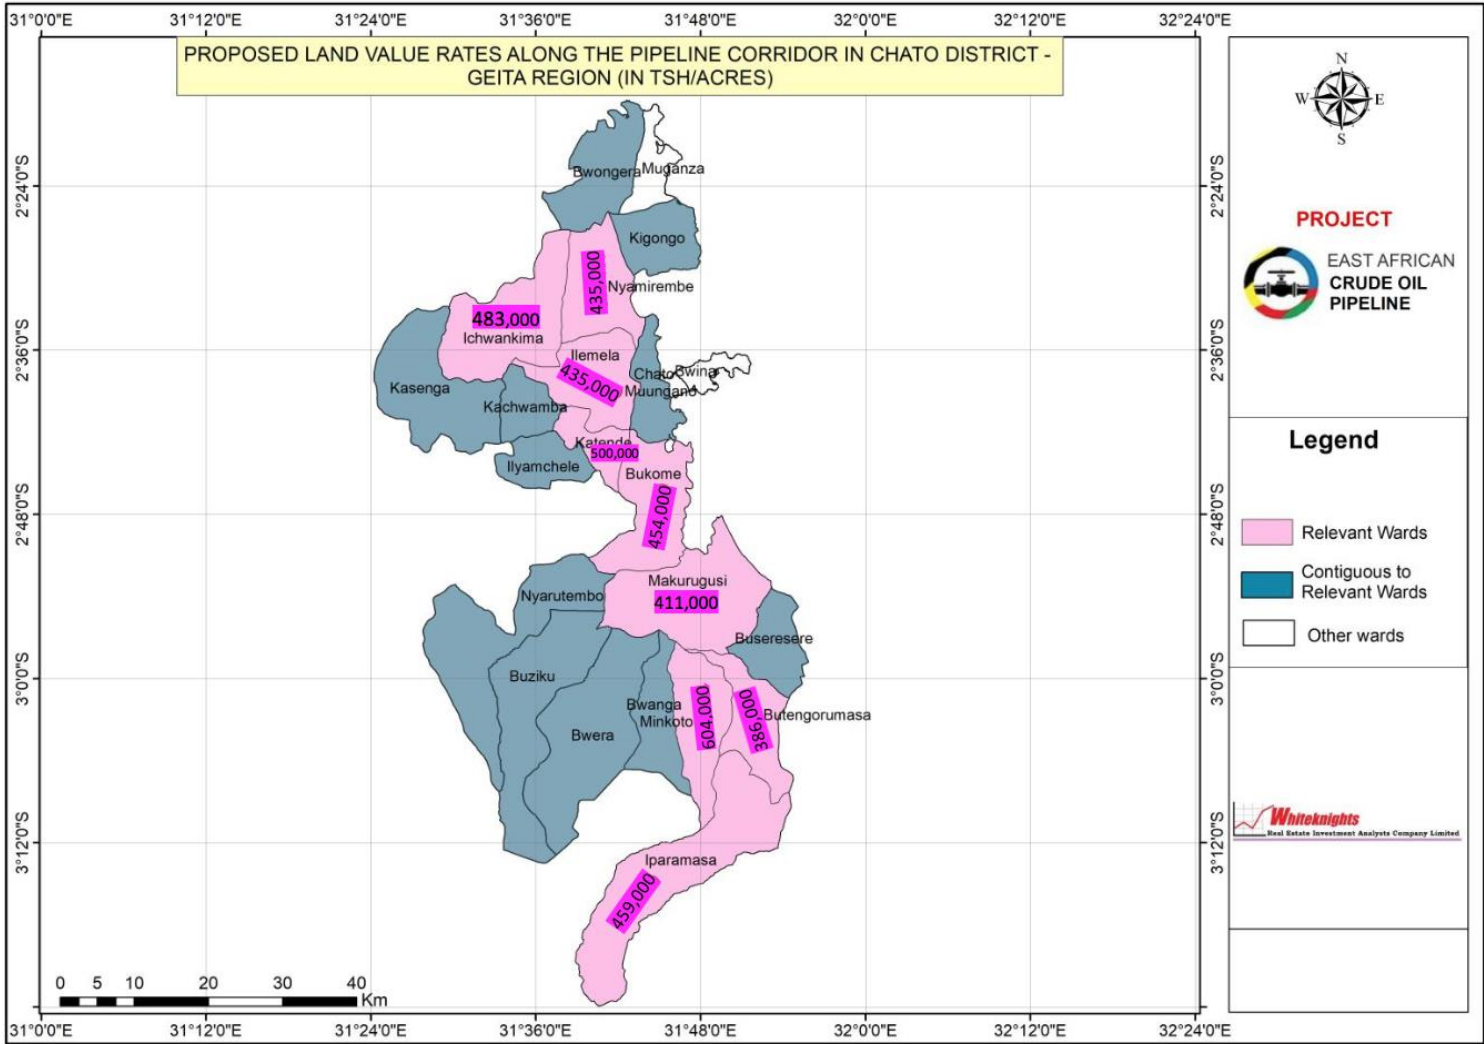 31°0'0"E 31°12'0"E 31°24'0"E 31°36'0"E 31°48'0"E 32°0'0"E 32°12'0"E 32°24'0"E
PROPOSED LAND VALUE RATES ALONG THE PIPELINE CORRIDOR IN CHATO DISTRICT -
GEITA REGION (IN TSH/ACRES)
N
W E
S
Bwongera
Muganza
2°24'0"S 2°24'0"S
PROJECT
EAST AFRICAN
CRUDE OIL
PIPELINE
Kigongo
435,000
Nyamirembe
483,000
Ichwankima
2°36'0"S 2°36'0"S
Ilemela
435,000
Chato
Bwina
Muungano
Kasenga
Kachwamba
Katende
500,000
Ilyamchele
Bukome
454,000
Legend
Relevant Wards
Contiguous to
Relevant Wards
Other wards
2°48'0"S 2°48'0"S
Makurugusi
411,000
Nyarutembo
Buseresere
3°0'0"S 3°0'0"S
Buziku
Bwanga
Minkoto
604,000
386,000
Butengorumasa
Bwera
Whiteknights
Real Estate Investment Analysts Company Limited
3°12'0"S 3°12'0"S
Iparamasa
459,000
0 5 10 20 30 40
Km
31°0'0"E 31°12'0"E 31°24'0"E 31°36'0"E 31°48'0"E 32°0'0"E 32°12'0"E 32°24'0"E